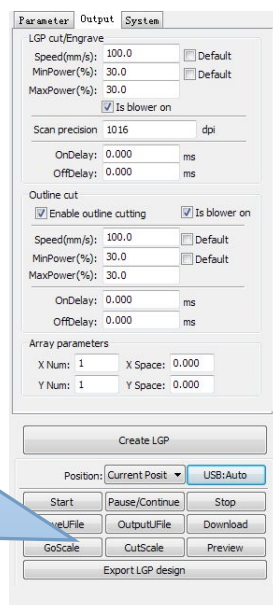 Parameter Output System
LGP cut/Engrave
Speed(mm/s): 100.0 Default
MinPower(%): 30.0 Default
MaxPower(%): 30.0
Is blower on
Scan precision 1016 dpi
OnDelay: 0.000 ms
OffDelay: 0.000 ms
Outline cut
Enable outline cutting Is blower on
Speed(mm/s): 100.0 Default
MinPower(%): 30.0 Default
MaxPower(%): 30.0
OnDelay: 0.000 ms
OffDelay: 0.000 ms
Array parameters
X Num: 1 X Space: 0.000
Y Num: 1 Y Space: 0.000
Create LGP
Position: Current Posit USB:Auto
Start Pause/Continue Stop
veUFile OutputUFile Download
GoScale CutScale Preview
Export LGP design